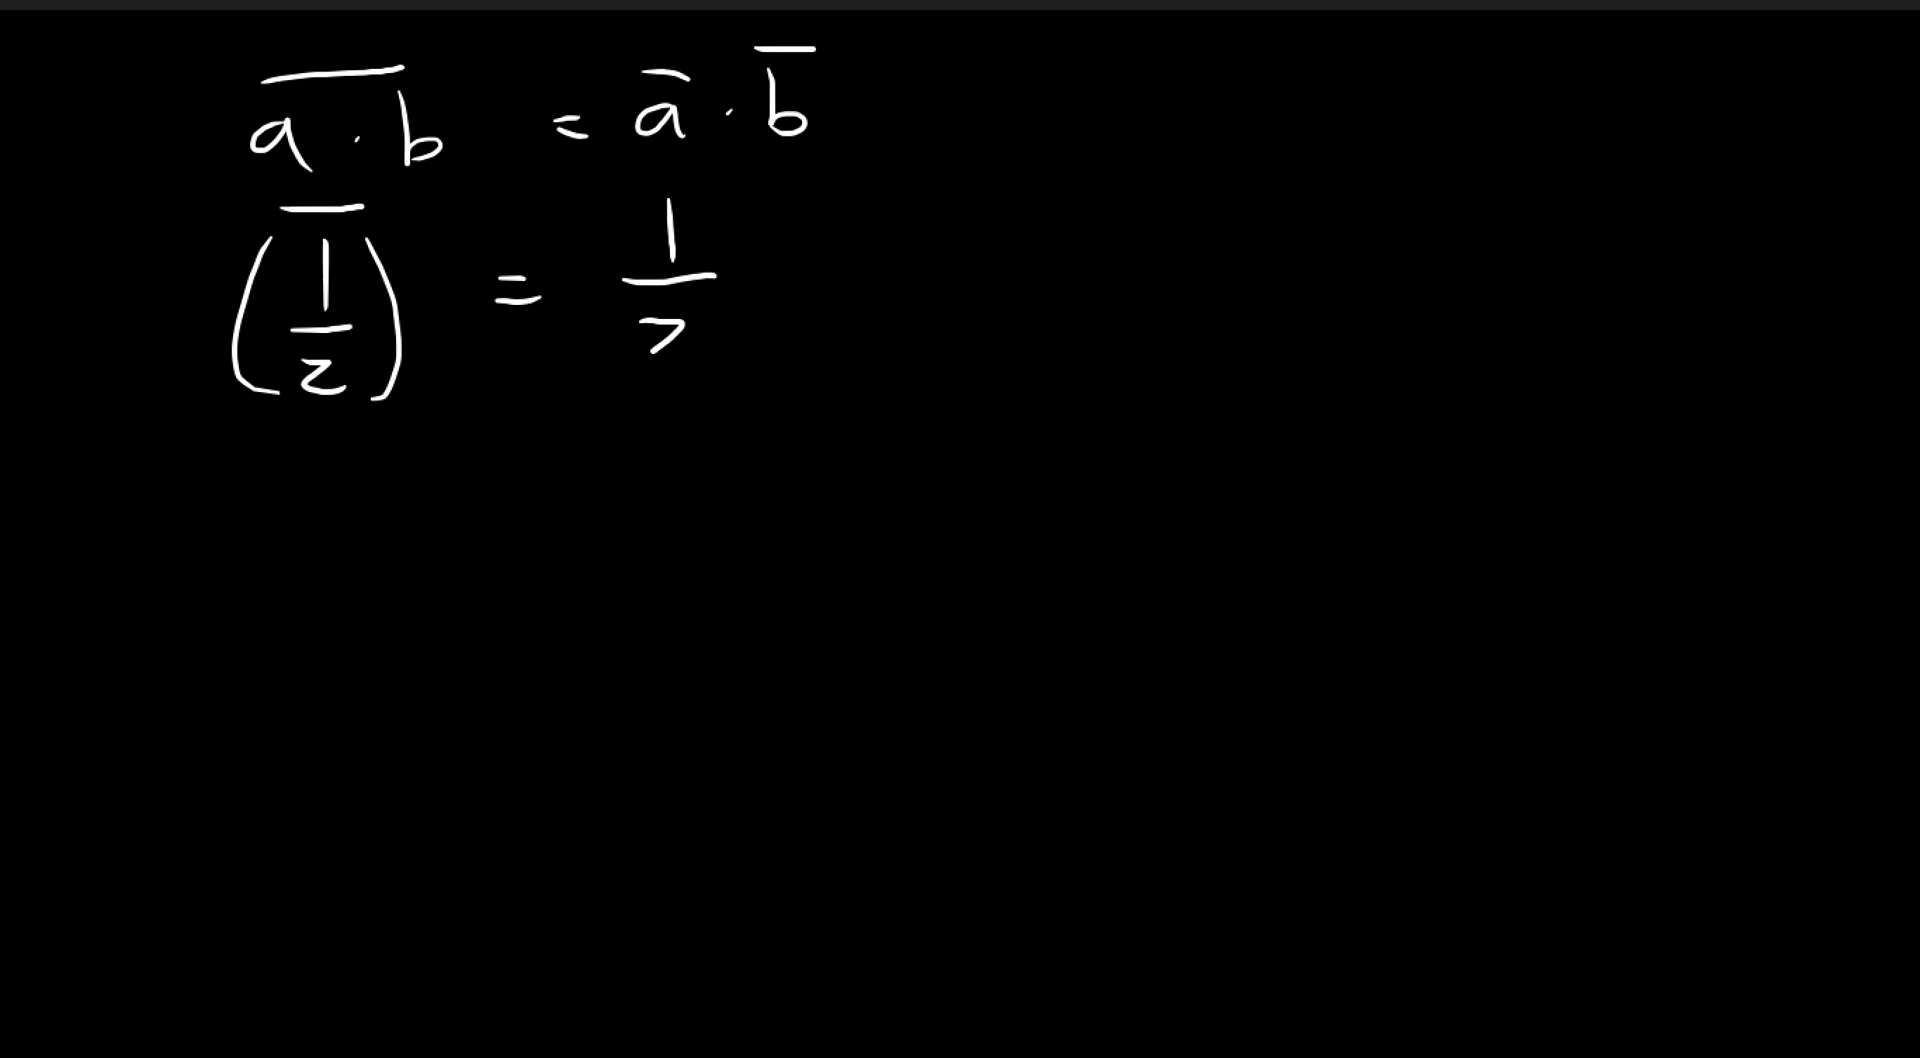 a̅ ̅·̅ ̅b̅ = a̅ · b̅
‾(1/z)‾ = 1/